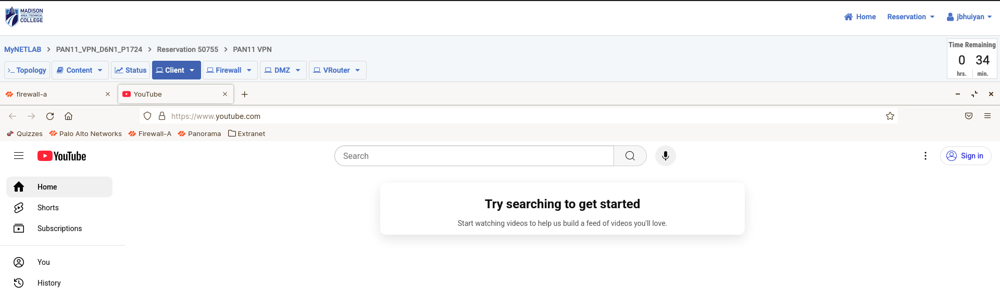 MADISON
AREA | TECHNICAL
COLLEGE
Home Reservation jbhuiyan
MyNETLAB > PAN11_VPN_D6N1_P1724 > Reservation 50755 > PAN11 VPN
Time Remaining
0 34
hrs. min.
>_ Topology Content Status Client Firewall DMZ VRouter
firewall-a YouTube
https://www.youtube.com
Quizzes Palo Alto Networks Firewall-A Panorama Extranet
YouTube Search Sign in
Home
Shorts
Subscriptions
You
History
Try searching to get started
Start watching videos to help us build a feed of videos you'll love.